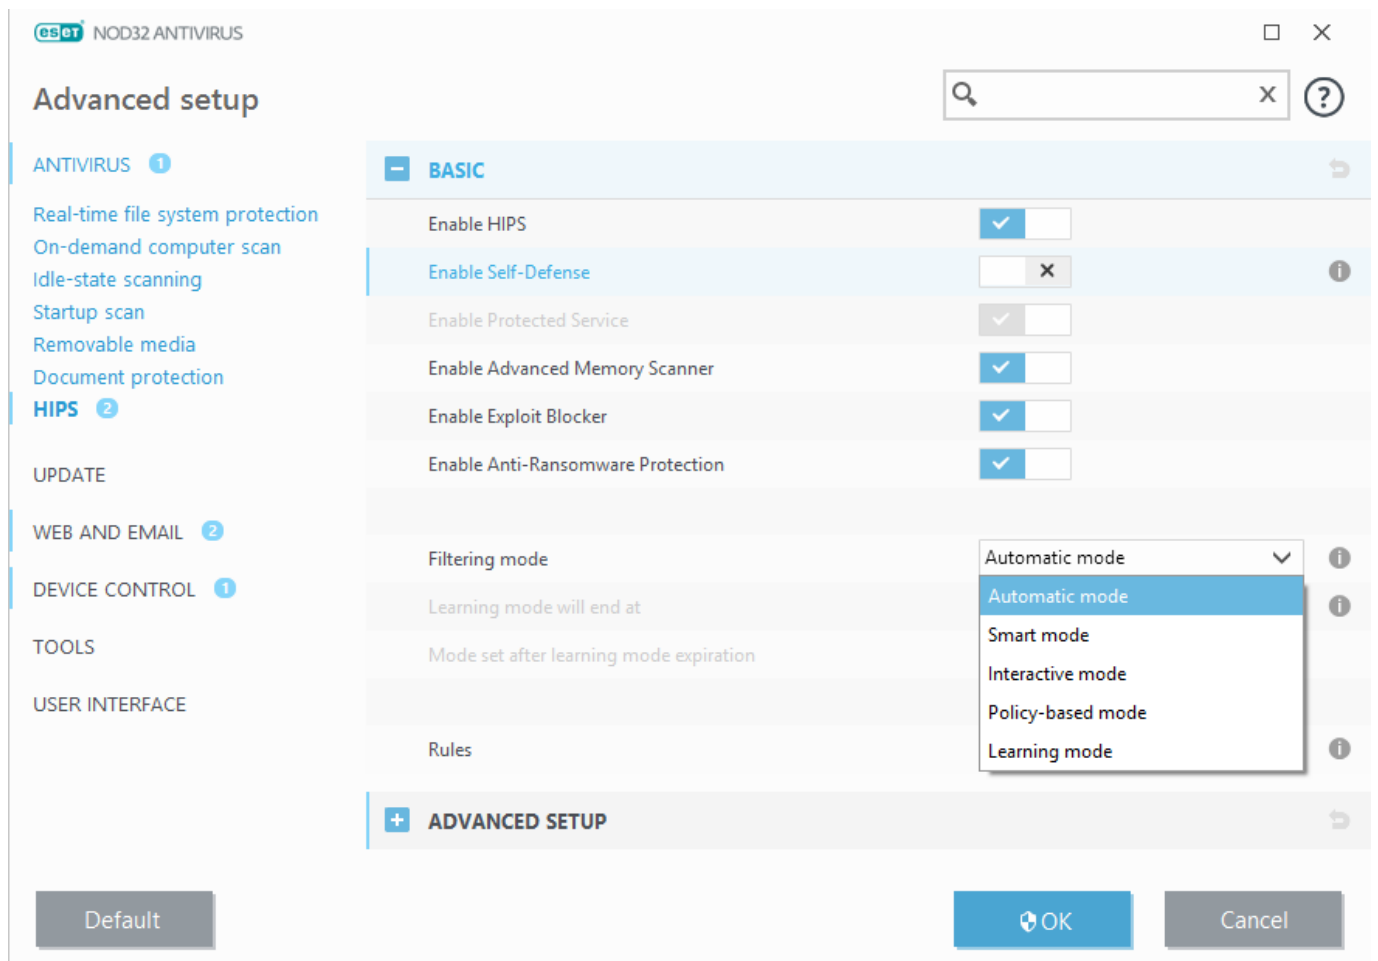 eset NOD32 ANTIVIRUS
Advanced setup
X
?
ANTIVIRUS 1
Real-time file system protection
On-demand computer scan
Idle-state scanning
Startup scan
Removable media
Document protection
HIPS 2
UPDATE
WEB AND EMAIL 2
DEVICE CONTROL 1
TOOLS
USER INTERFACE
BASIC
Enable HIPS
Enable Self-Defense
Enable Protected Service
Enable Advanced Memory Scanner
Enable Exploit Blocker
Enable Anti-Ransomware Protection
Filtering mode
Automatic mode
Automatic mode
Smart mode
Interactive mode
Policy-based mode
Learning mode
Learning mode will end at
Mode set after learning mode expiration
Rules
ADVANCED SETUP
Default
OK
Cancel